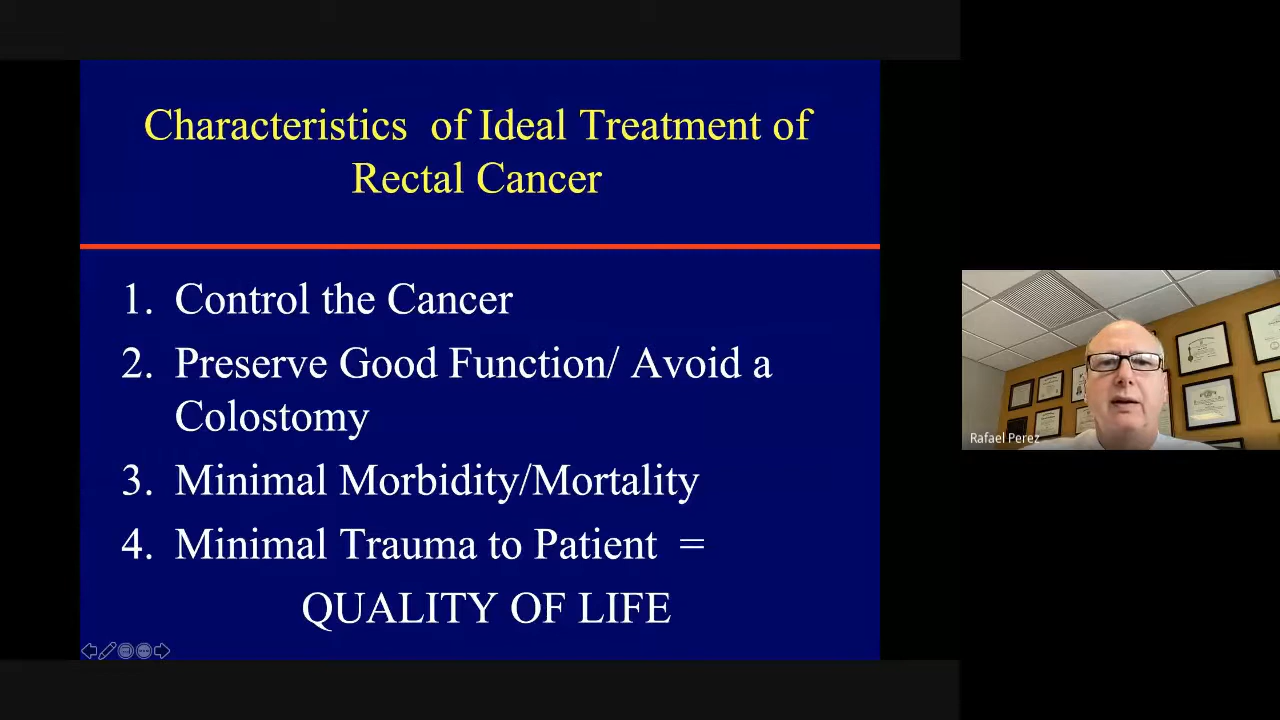 Characteristics of Ideal Treatment of
Rectal Cancer
1. Control the Cancer
2. Preserve Good Function/ Avoid a
Colostomy
3. Minimal Morbidity/Mortality
4. Minimal Trauma to Patient =
QUALITY OF LIFE
Rafael Perez